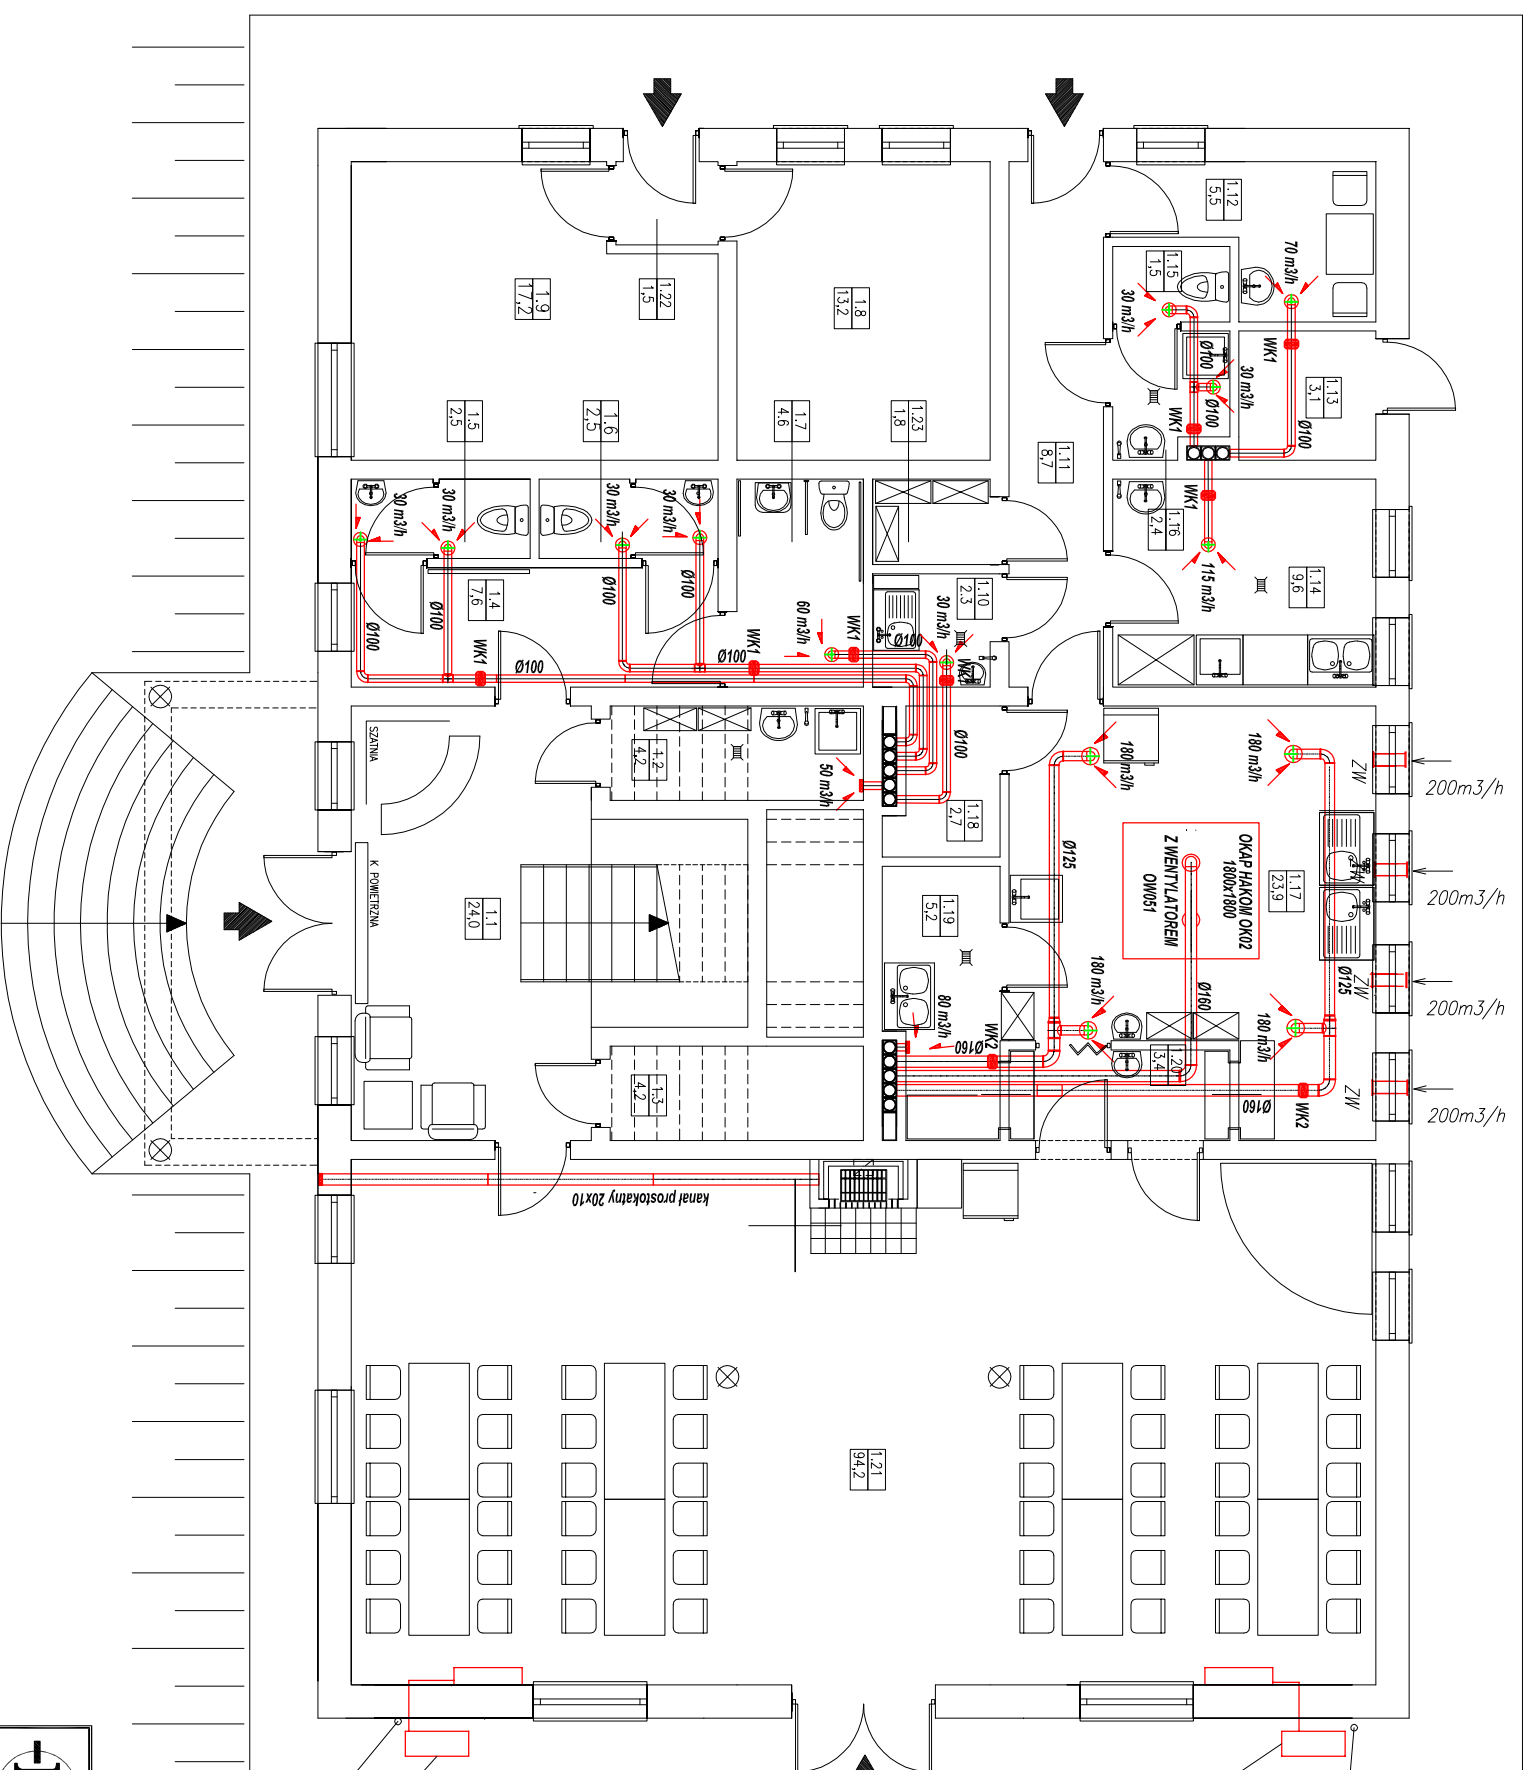 1.12
5,5
70 m3/h
1.15
1,5
30 m3/h
Ø100
30 m3/h
Ø100
WK1
WK1
1.13
3,1
Ø100
1.22
1,5
1.9
17,2
1.8
13,2
1.5
2,5
1.6
2,5
1.7
4.6
1.23
1,8
1.11
8,7
WK1
1.16
2,4
115 m3/h
1.14
9,6
30 m3/h
30 m3/h
30 m3/h
30 m3/h
1.4
7,6
Ø100
Ø100
Ø100
Ø100
WK1
Ø100
Ø100
WK1
60 m3/h
WK1
Ø100
1.10
2.3
30 m3/h
WK1
Ø100
SZATNIA
1.2
4,2
50 m3/h
1.18
2,7
180 m3/h
180 m3/h
ZW
200m3/h
Ø125
OKAP HAKOM OK02
1800x1800
Z WENTYLATOREM
OW051
1.17
23,9
ZW
200m3/h
K. POWIETRZNA
1.1
24,0
1.19
5,2
80 m3/h
Ø160
WK2
180 m3/h
Ø160
Ø125
ZW
200m3/h
180 m3/h
1.20
3,4
1.3
4,2
Ø160
WK2
ZW
200m3/h
kanał prostokątny 20x10
1.21
94,2